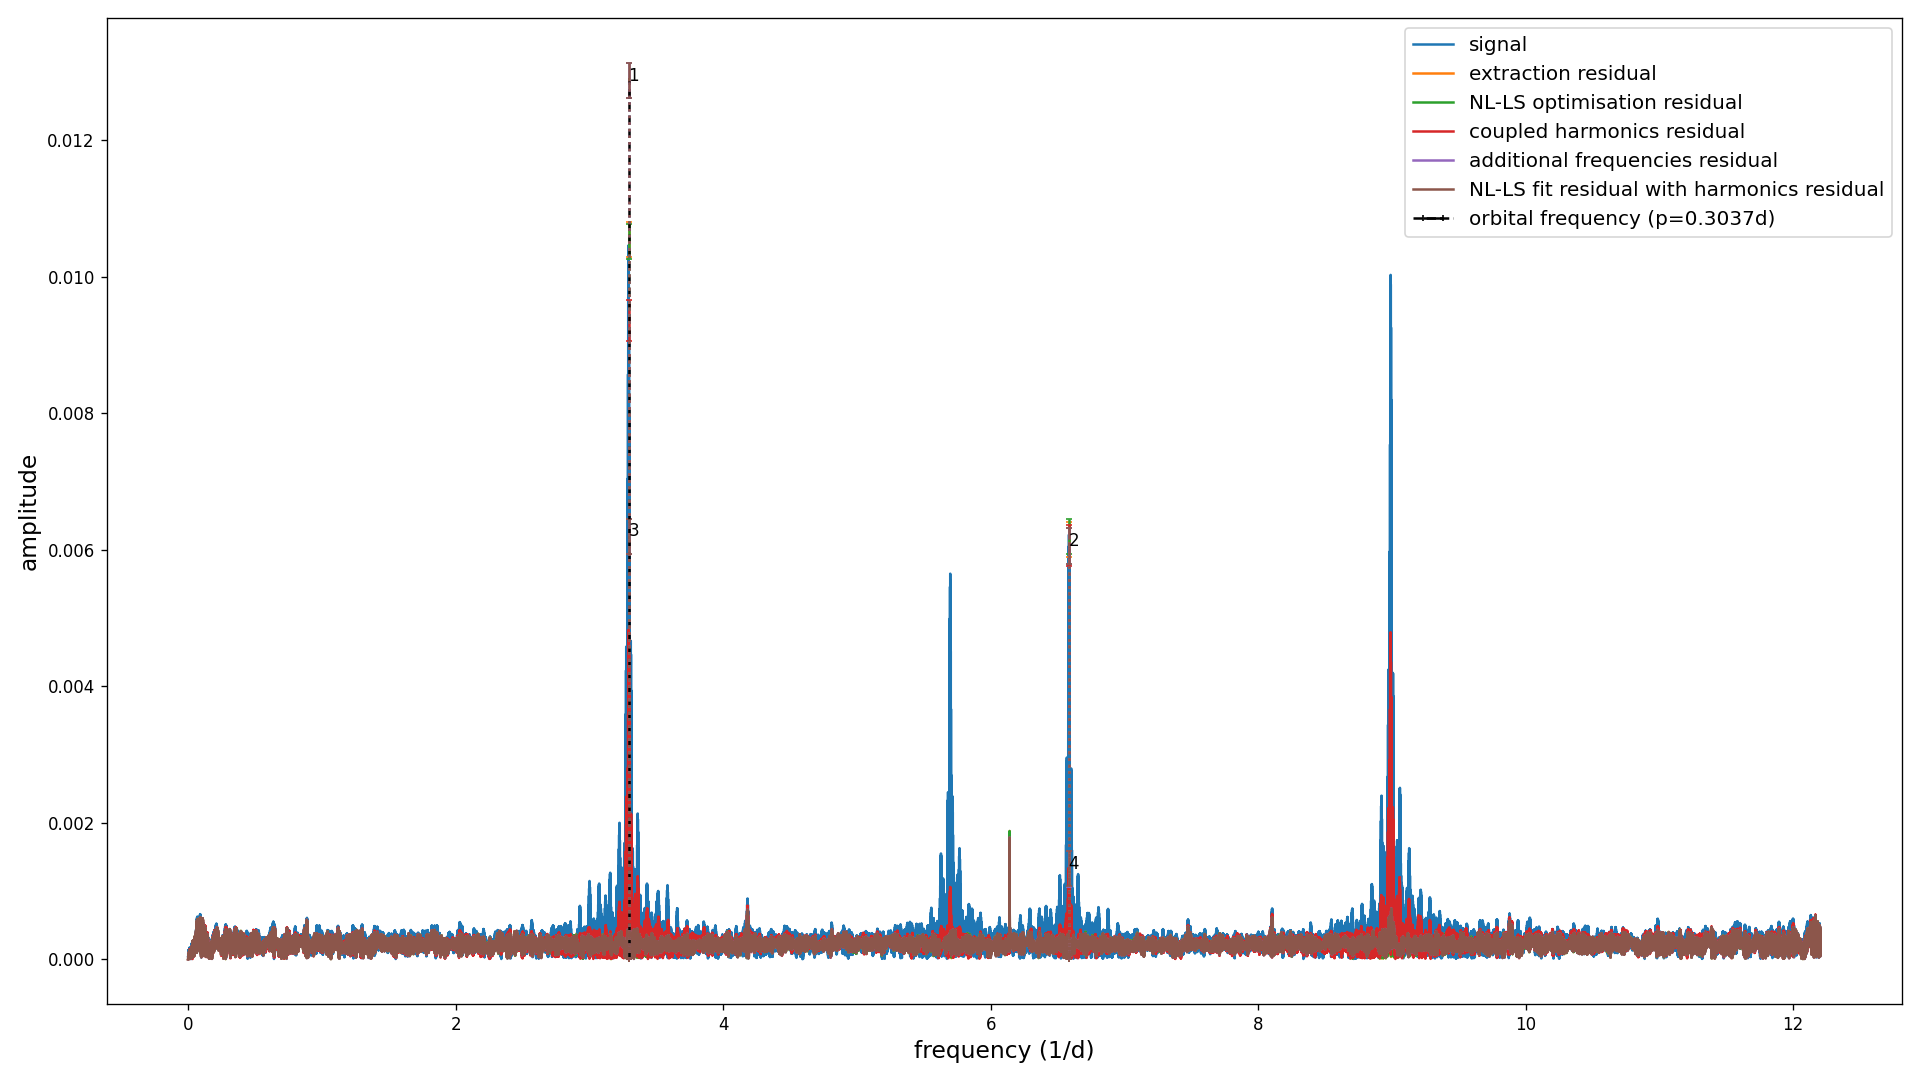 signal
extraction residual
NL-LS optimisation residual
coupled harmonics residual
additional frequencies residual
NL-LS fit residual with harmonics residual
orbital frequency (p=0.3037d)
1
3
2
4
0.012
0.010
0.008
0.006
0.004
0.002
0.000
amplitude
0 2 4 6 8 10 12
frequency (1/d)